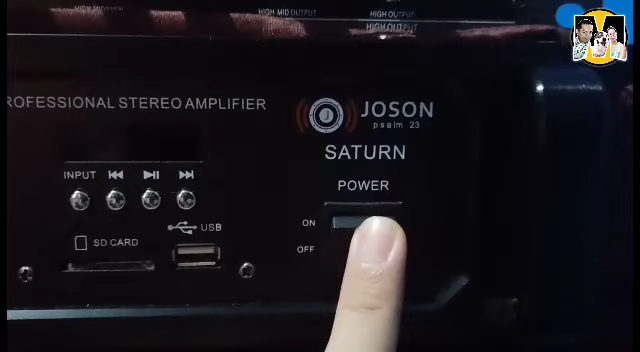 HIGH-MID OUTPUT
HIGH OUTPUT
HIGH OUTPUT
ROFESSIONAL STEREO AMPLIFIER
JOSON
psalm 23
SATURN
POWER
INPUT
ON
USB
OFF
SD CARD